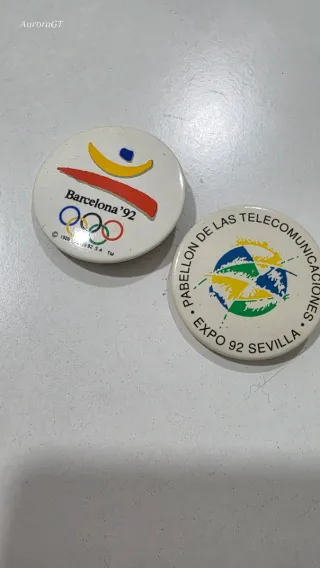 AuroraGT
Barcelona '92
PABELLON DE LAS TELECOMUNICACIONES
• EXPO 92 SEVILLA •